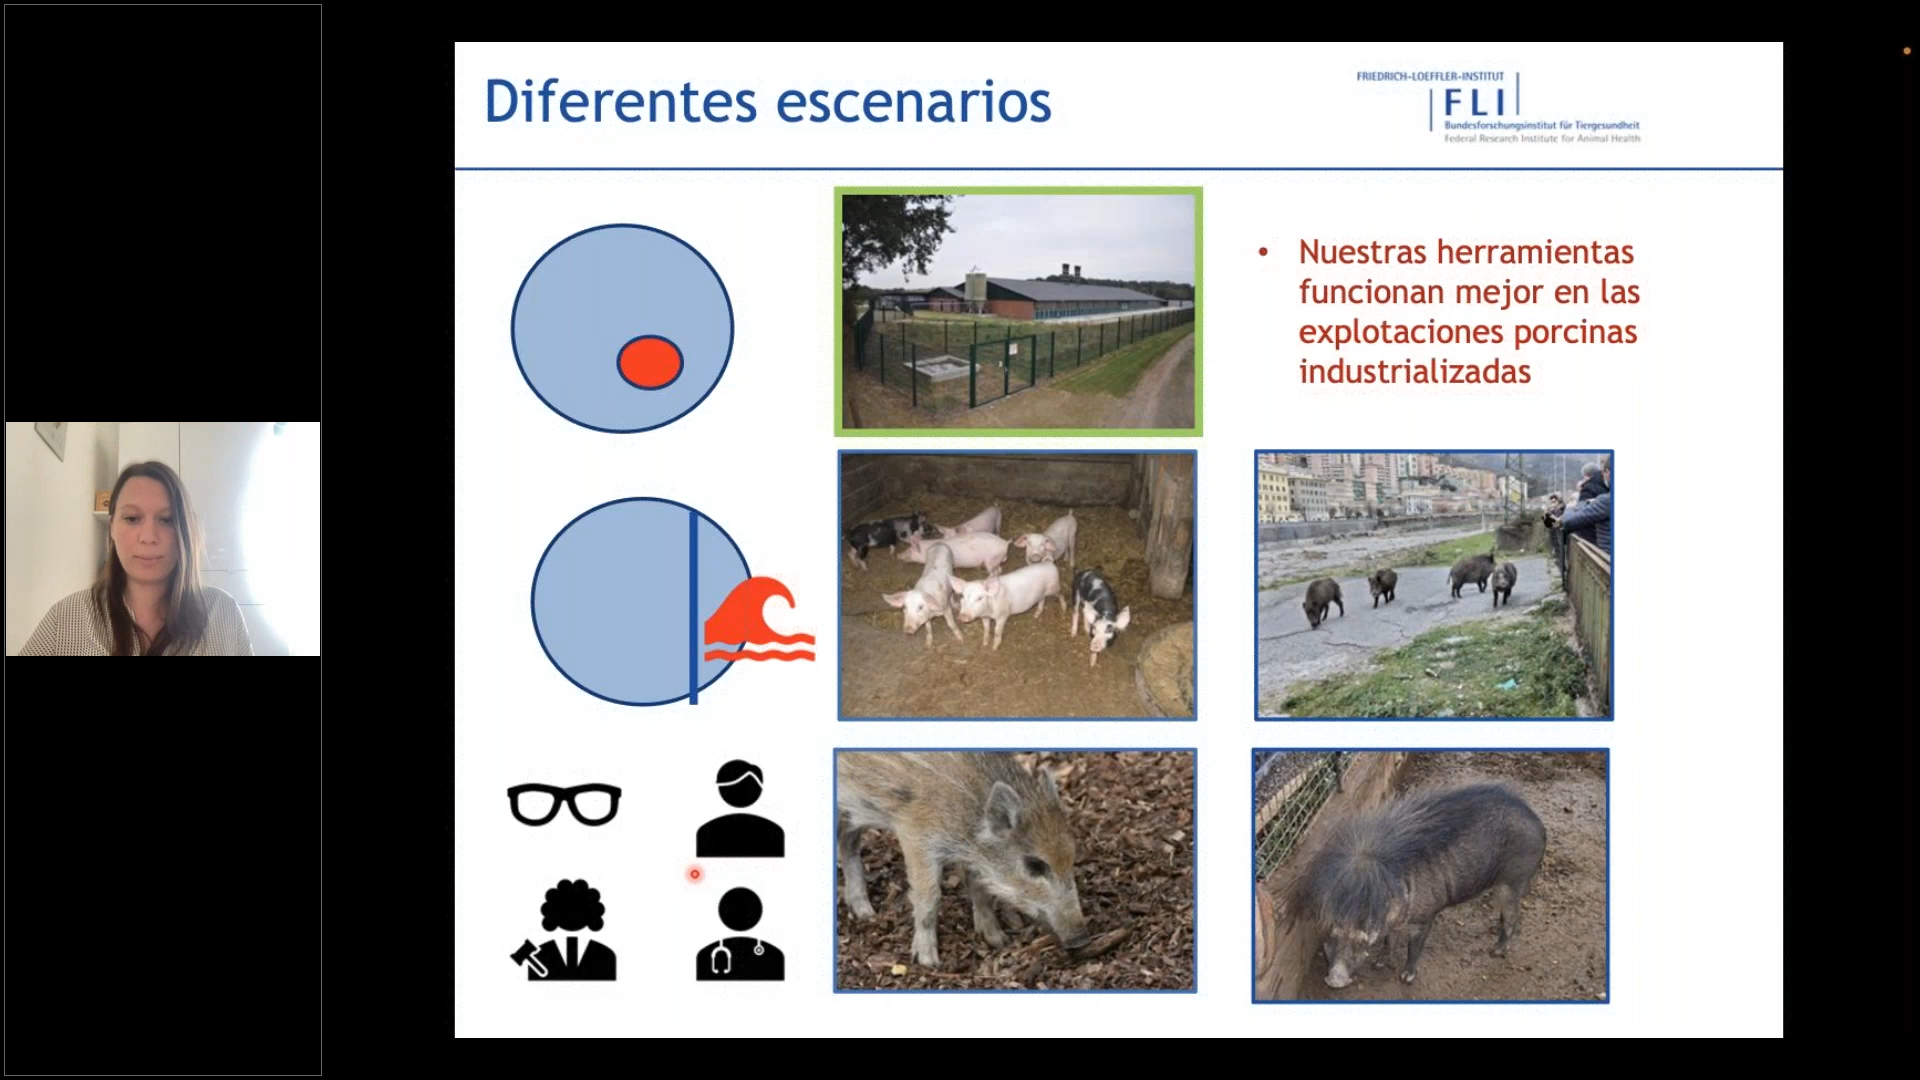 Diferentes escenarios
FRIEDRICH-LOEFFLER-INSTITUT
FLI
Bundesforschungsinstitut für Tiergesundheit
Federal Research Institute for Animal Health
• Nuestras herramientas
funcionan mejor en las
explotaciones porcinas
industrializadas